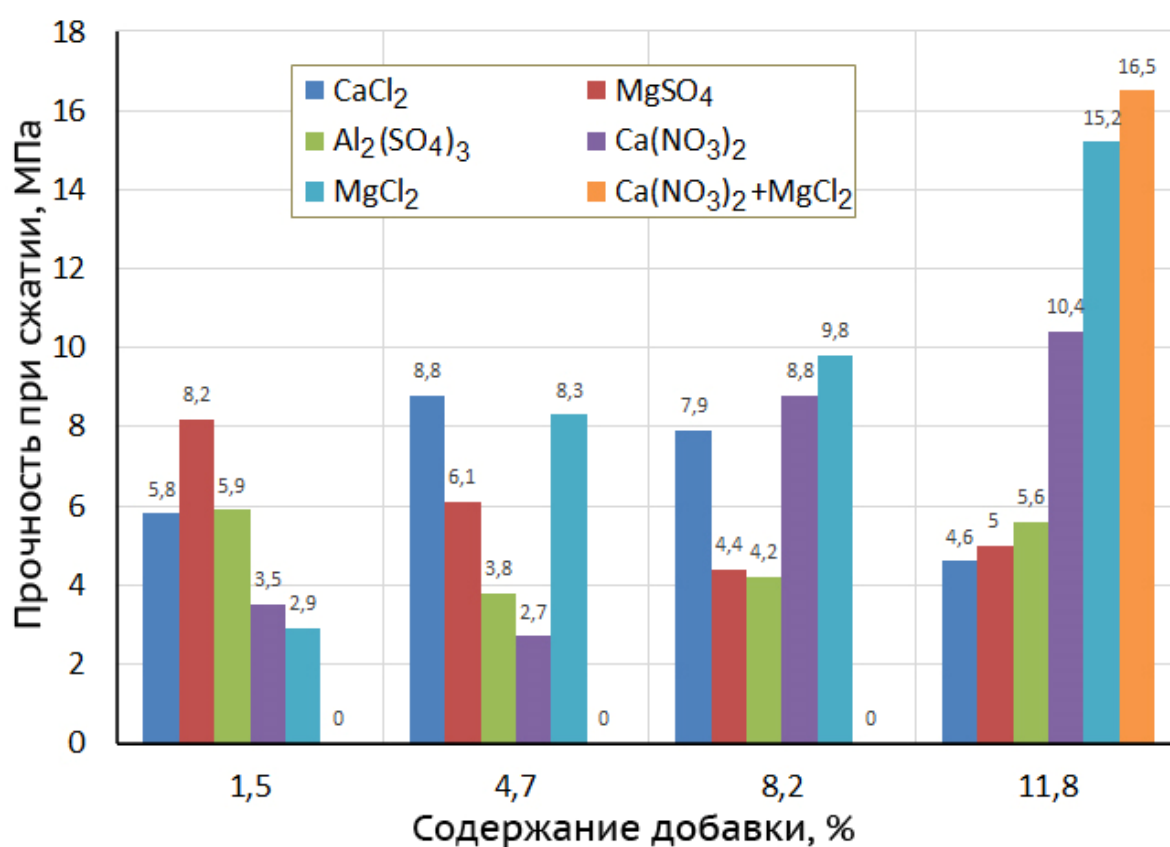 Прочность при сжатии, МПа
18
16
14
12
10
8
6
4
2
0
CaCl2 MgSO4
Al2(SO4)3 Ca(NO3)2
MgCl2 Ca(NO3)2+MgCl2
5,8 8,2 5,9 3,5 2,9 0
8,8 6,1 3,8 2,7 8,3 0
7,9 4,4 4,2 8,8 9,8 0
4,6 5 5,6 10,4 15,2 16,5
1,5 4,7 8,2 11,8
Содержание добавки, %